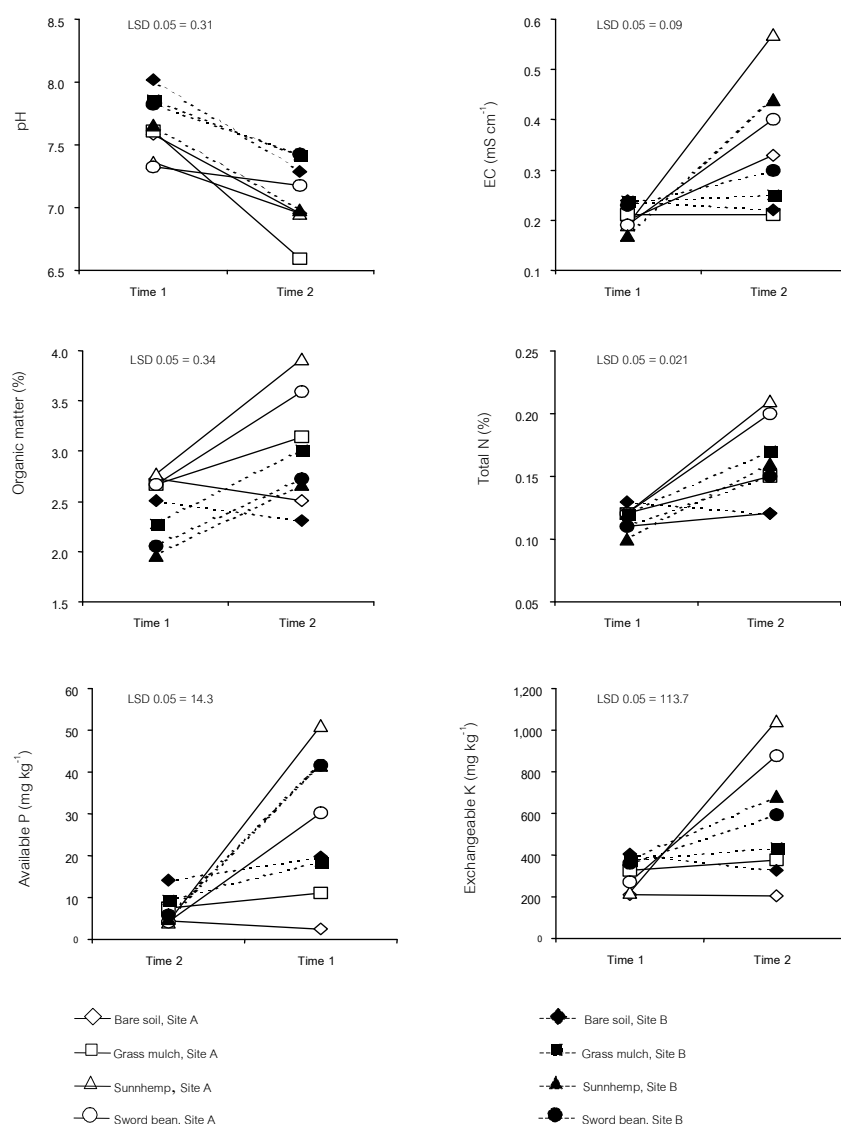 LSD 0.05 = 0.31
pH
8.5
8.0
7.5
7.0
6.5
Time 1 Time 2
LSD 0.05 = 0.09
EC (mS cm⁻¹)
0.6
0.5
0.4
0.3
0.2
0.1
Time 1 Time 2
LSD 0.05 = 0.34
Organic matter (%)
4.0
3.5
3.0
2.5
2.0
1.5
Time 1 Time 2
LSD 0.05 = 0.021
Total N (%)
0.25
0.20
0.15
0.10
0.05
Time 1 Time 2
LSD 0.05 = 14.3
Available P (mg kg⁻¹)
60
50
40
30
20
10
0
Time 2 Time 1
LSD 0.05 = 113.7
Exchangeable K (mg kg⁻¹)
1,200
1,000
800
600
400
200
0
Time 1 Time 2
Bare soil, Site A
Grass mulch, Site A
Sunnhemp, Site A
Sword bean, Site A
Bare soil, Site B
Grass mulch, Site B
Sunnhemp, Site B
Sword bean, Site B